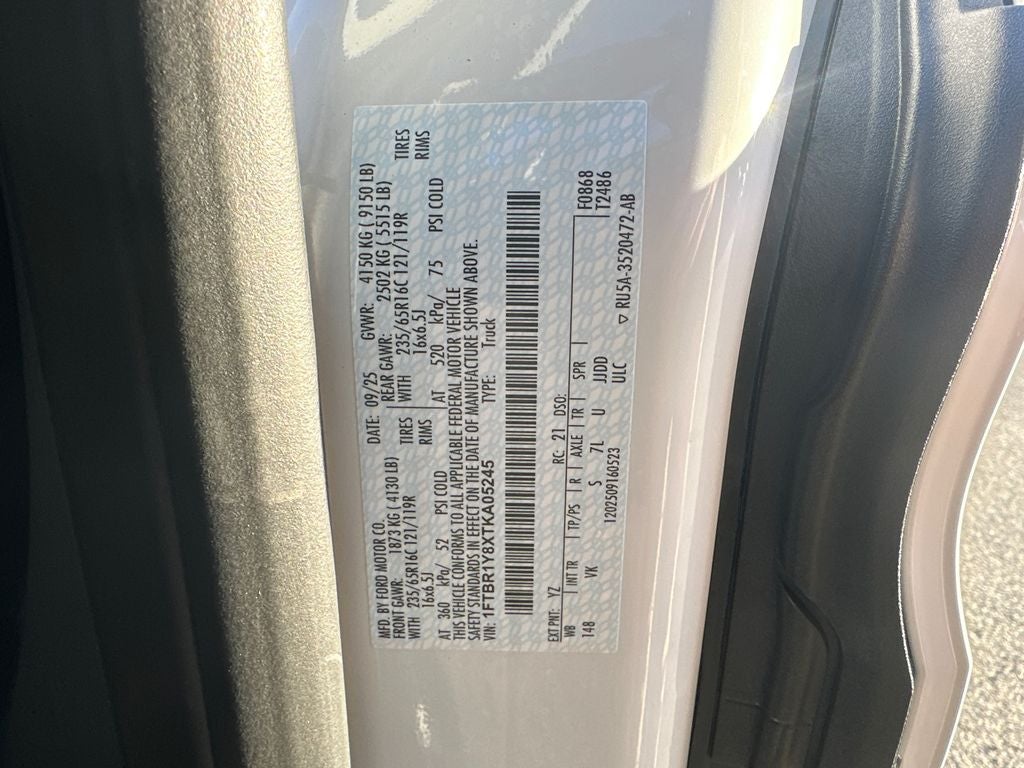 MFD. BY FORD MOTOR CO. DATE: 09/25 GVWR: 4150 KG ( 9150 LB)
FRONT GAWR: 1873 KG ( 4130 LB) REAR GAWR: 2502 KG ( 5515 LB)
WITH 235/65R16C 121/119R TIRES WITH 235/65R16C 121/119R TIRES
16x6.5J RIMS 16x6.5J RIMS
AT 360 kPa/ 52 PSI COLD AT 520 kPa/ 75 PSI COLD
THIS VEHICLE CONFORMS TO ALL APPLICABLE FEDERAL MOTOR VEHICLE
SAFETY STANDARDS IN EFFECT ON THE DATE OF MANUFACTURE SHOWN ABOVE.
VIN: 1FTBR1Y8XTKA05245 TYPE: Truck
EXT PNT: YZ RC: 21 DSO:
WB INT TR TP/PS R AXLE TR SPR F0868
148 VK S 7L U JJDD T2486
120250916052​3 ULC
▽ RU5A-3520472-AB